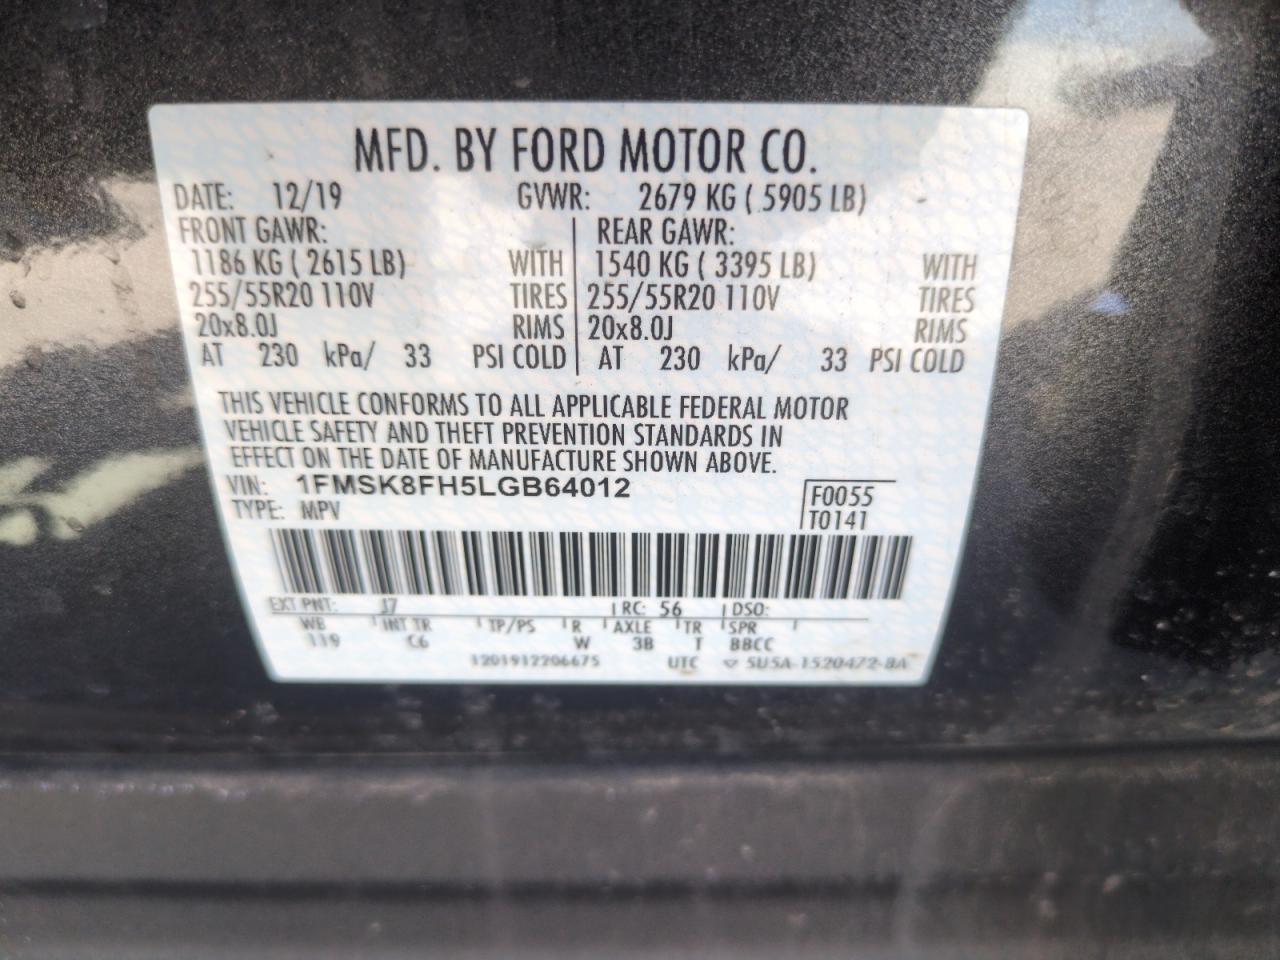 MFD. BY FORD MOTOR CO.
DATE: 12/19 GVWR: 2679 KG ( 5905 LB)
FRONT GAWR: REAR GAWR:
1186 KG ( 2615 LB) WITH 1540 KG ( 3395 LB) WITH
255/55R20 110V TIRES 255/55R20 110V TIRES
20x8.0J RIMS 20x8.0J RIMS
AT 230 kPa/ 33 PSI COLD AT 230 kPa/ 33 PSI COLD
THIS VEHICLE CONFORMS TO ALL APPLICABLE FEDERAL MOTOR
VEHICLE SAFETY AND THEFT PREVENTION STANDARDS IN
EFFECT ON THE DATE OF MANUFACTURE SHOWN ABOVE.
VIN: 1FMSK8FH5LGB64012 F0055
TYPE: MPV T0141
EXT PNT: J7 RC: 56 DSO:
WB INT TR TP/PS R AXLE TR SPR
119 C6 W 3B T BBCC
1201912206675 UTC ▽ 5U5A-1520472-BA